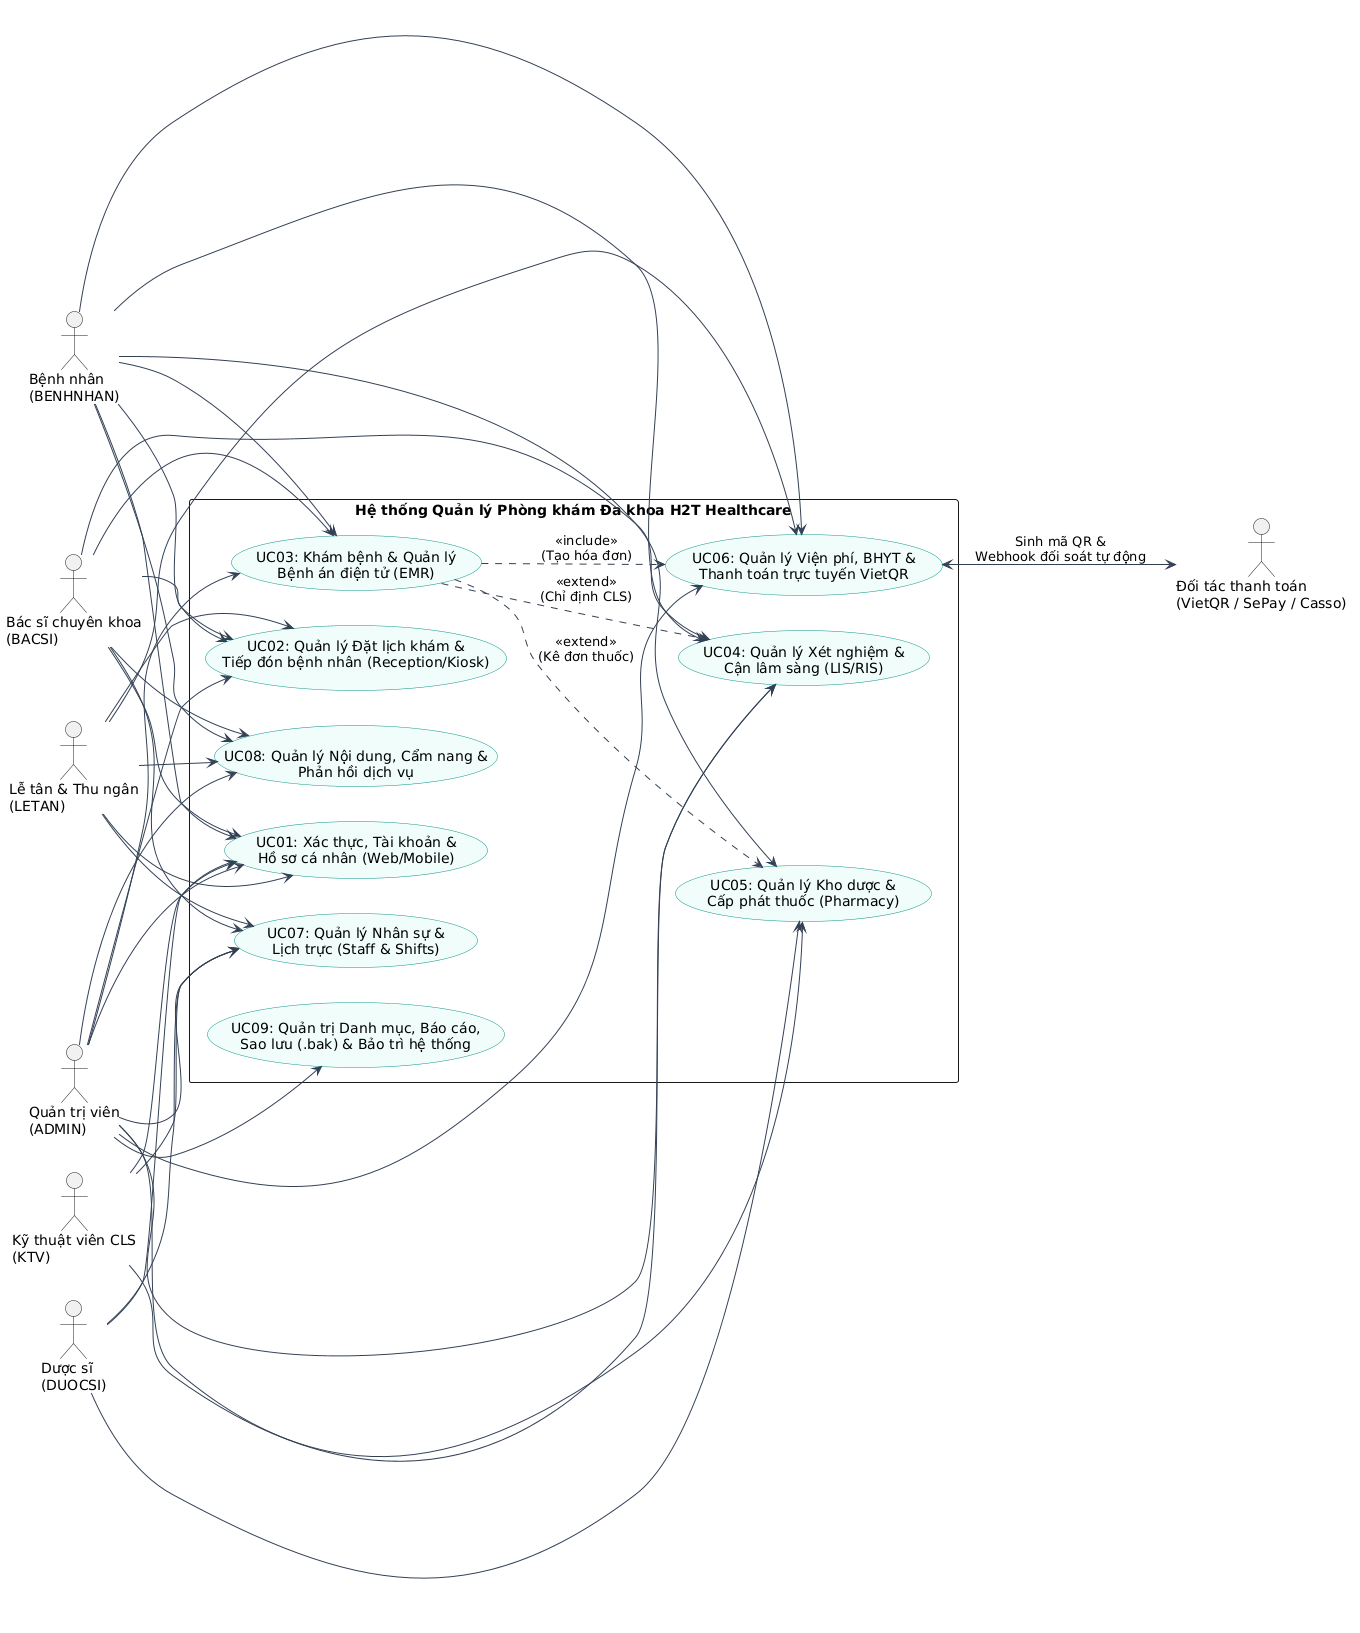 Bệnh nhân
(BENHNHAN)
Bác sĩ chuyên khoa
(BACSI)
Lễ tân & Thu ngân
(LETAN)
Quản trị viên
(ADMIN)
Kỹ thuật viên CLS
(KTV)
Dược sĩ
(DUOCSI)
Hệ thống Quản lý Phòng khám Đa khoa H2T Healthcare
UC03: Khám bệnh & Quản lý
Bệnh án điện tử (EMR)
UC02: Quản lý Đặt lịch khám &
Tiếp đón bệnh nhân (Reception/Kiosk)
UC08: Quản lý Nội dung, Cẩm nang &
Phản hồi dịch vụ
UC01: Xác thực, Tài khoản &
Hồ sơ cá nhân (Web/Mobile)
UC07: Quản lý Nhân sự &
Lịch trực (Staff & Shifts)
UC09: Quản trị Danh mục, Báo cáo,
Sao lưu (.bak) & Bảo trì hệ thống
«include»
(Tạo hóa đơn)
«extend»
(Chỉ định CLS)
«extend»
(Kê đơn thuốc)
UC06: Quản lý Viện phí, BHYT &
Thanh toán trực tuyến VietQR
UC04: Quản lý Xét nghiệm &
Cận lâm sàng (LIS/RIS)
UC05: Quản lý Kho dược &
Cấp phát thuốc (Pharmacy)
Sinh mã QR &
Webhook đối soát tự động
Đối tác thanh toán
(VietQR / SePay / Casso)